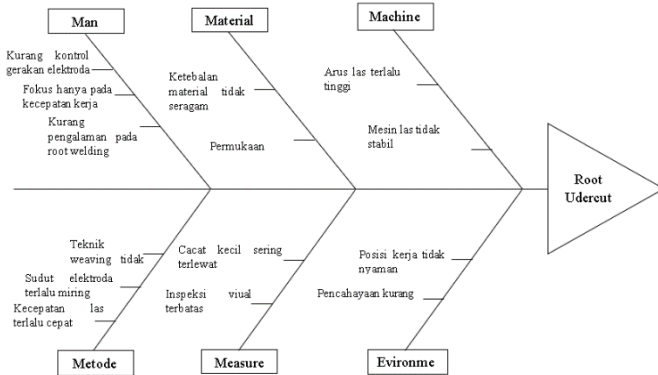 Man
Material
Machine
Kurang kontrol
gerakan elektroda
Fokus hanya pada
kecepatan kerja
Kurang
pengalaman pada
root welding
Ketebalan
material tidak
seragam
Permukaan
Arus las terlalu
tinggi
Mesin las tidak
stabil
Root
Udercut
Teknik
weaving tidak
Sudut elektroda
terlalu miring
Kecepatan las
terlalu cepat
Cacat kecil sering
terlewat
Inspeksi viual
terbatas
Posisi kerja tidak
nyaman
Pencahayaan kurang
Metode
Measure
Evironme